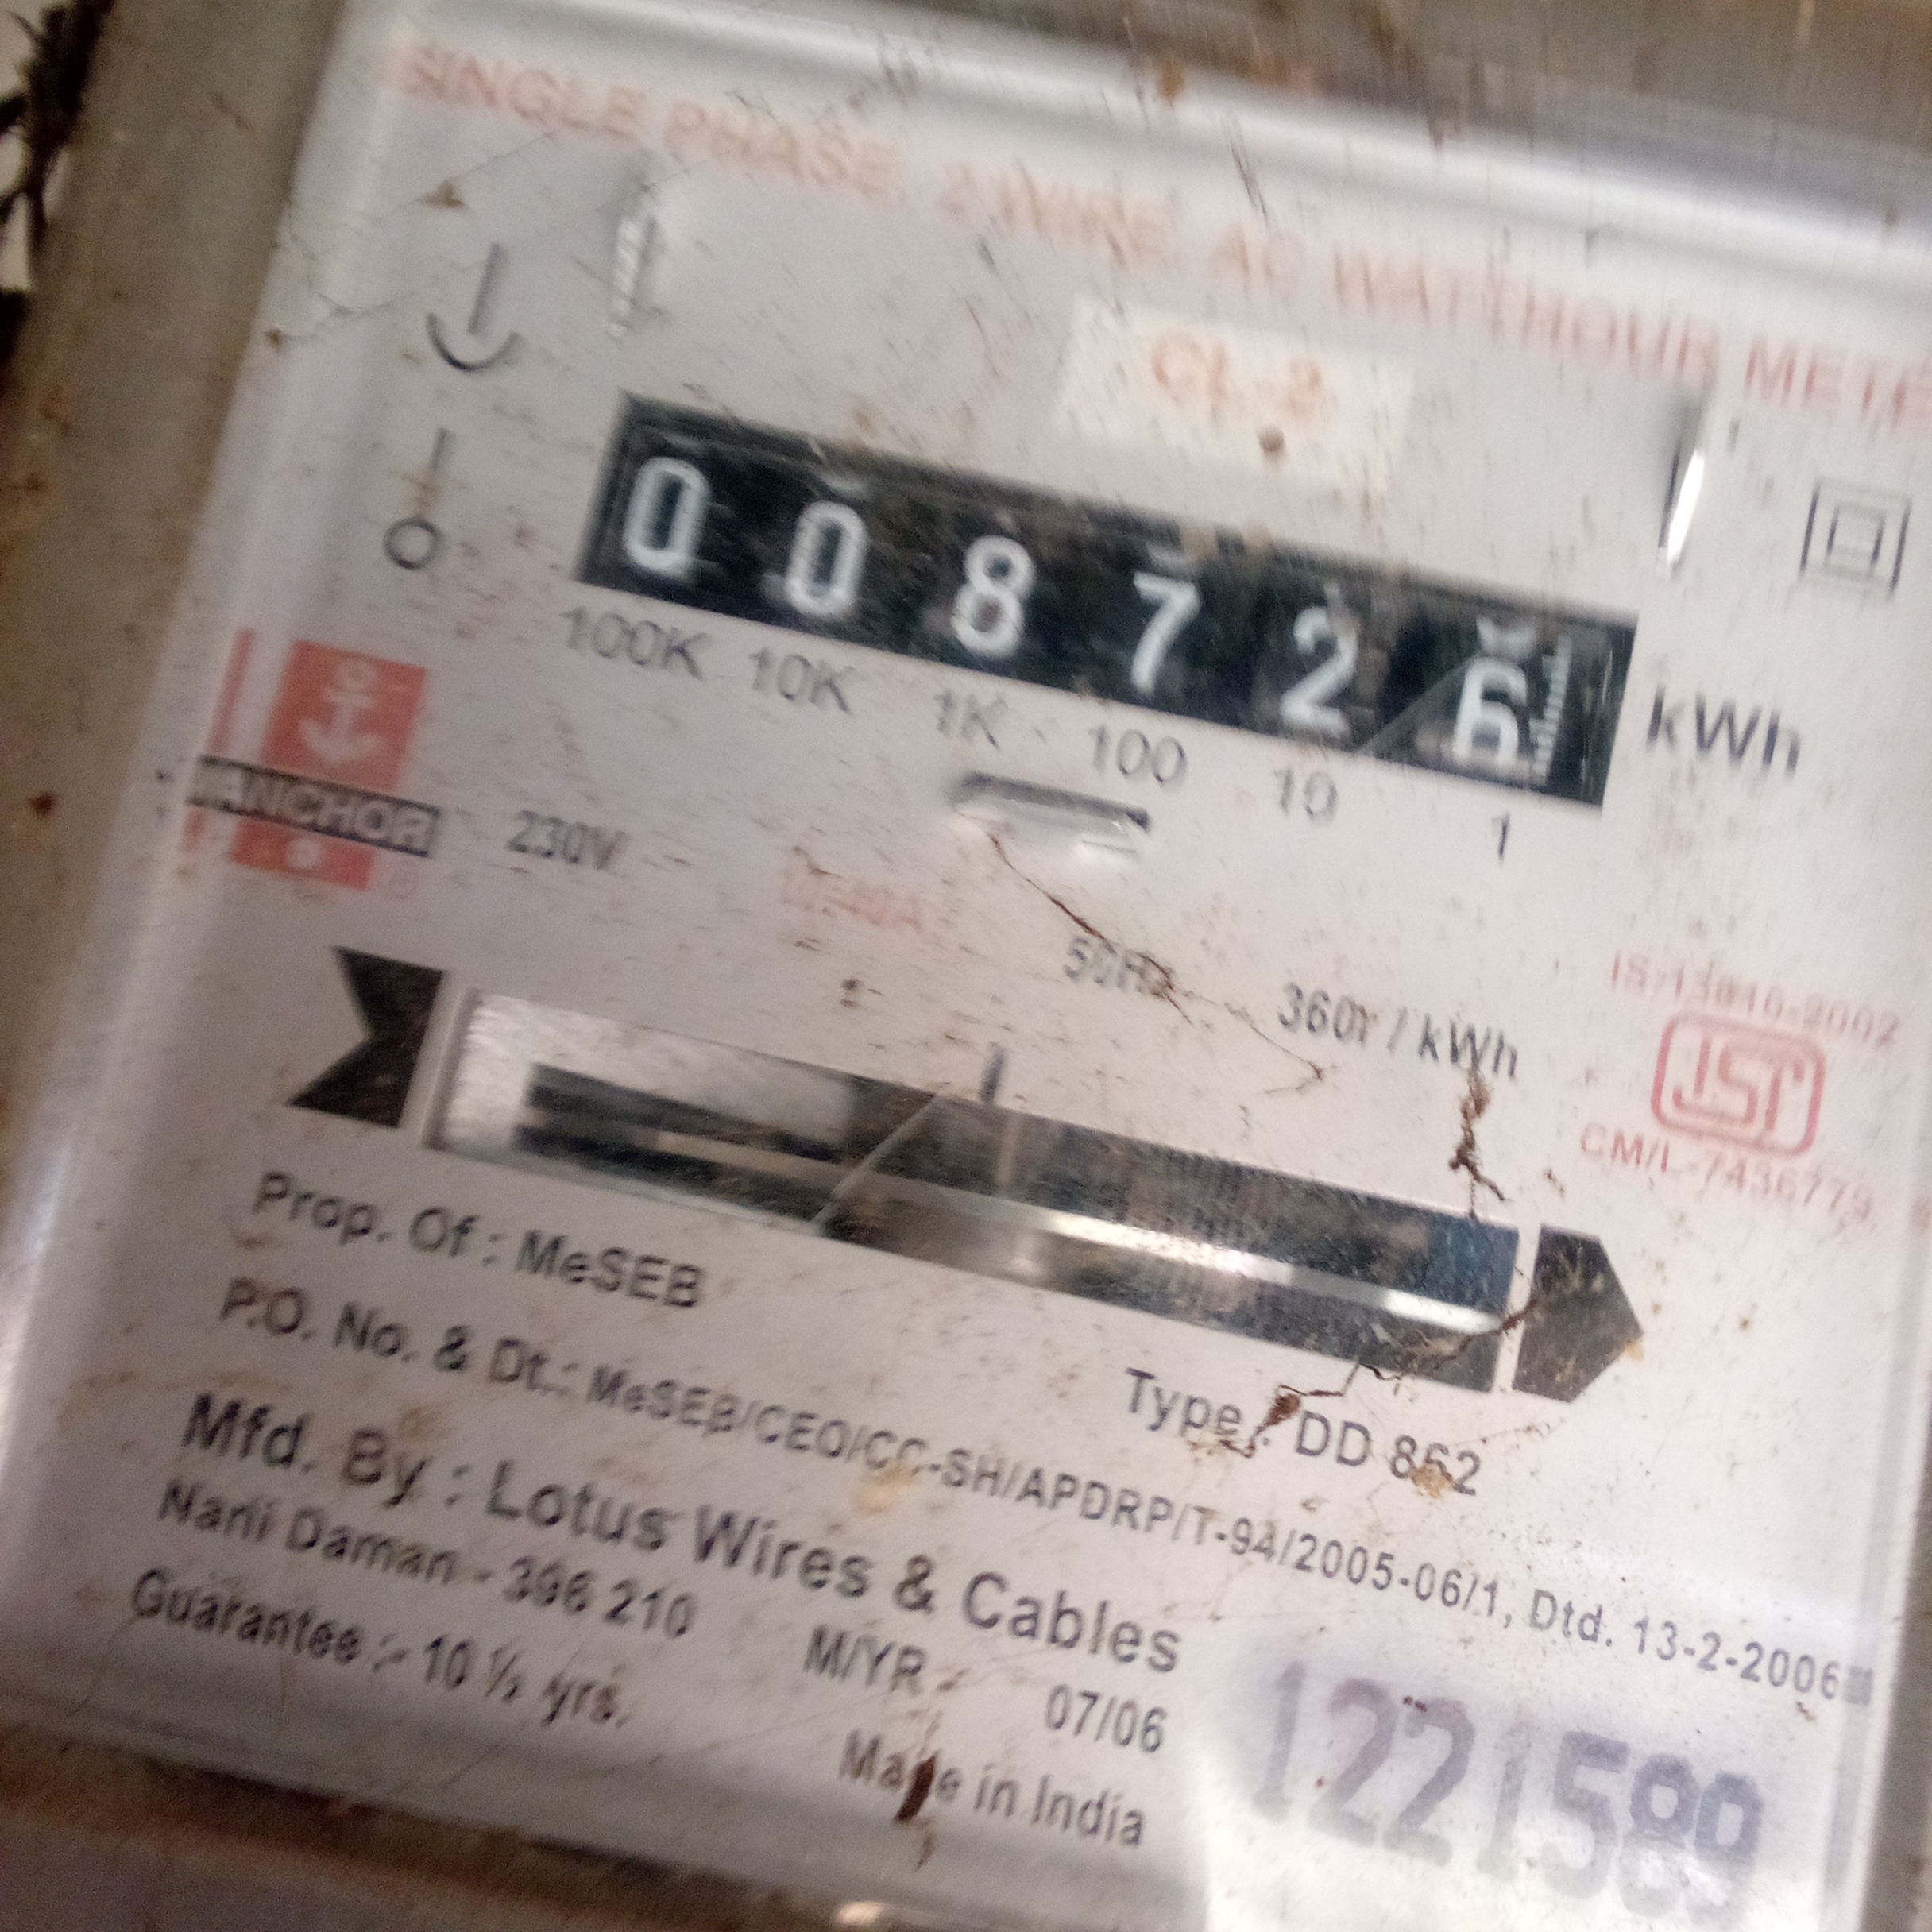 SINGLE PHASE 2 WIRE AC WATTHOUR METE
CL-2
0 0 8 7 2 6
kWh
100K 10K 1K 100 10 1
ANCHOR
230V
10-40A
50Hz
360r / kWh
IS:13010-2002
ISI
CM/L-7436779
Prop. Of : MeSEB
Type : DD 862
P.O. No. & Dt.: MeSEB/CEO/CC-SH/APDRP/T-94/2005-06/1, Dtd. 13-2-2006
Mfd. By : Lotus Wires & Cables
Nani Daman - 396 210
M/YR - 07/06
Guarantee :- 10 ½ yrs.
Made in India
1221589